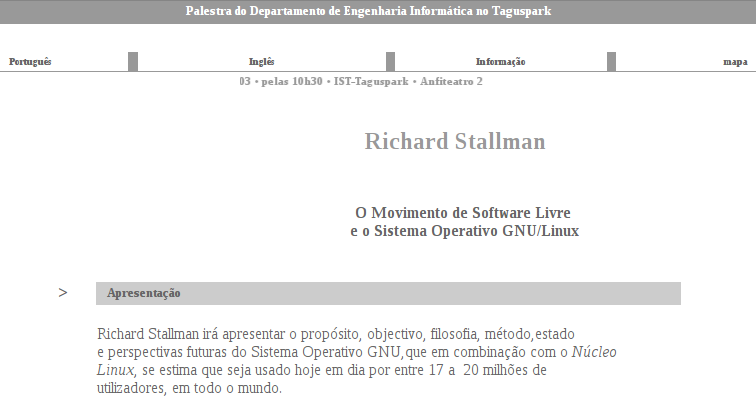 Palestra do Departamento de Engenharia Informática no Taguspark
Português Inglês Informação mapa
03 • pelas 10h30 • IST-Taguspark • Anfiteatro 2
Richard Stallman
O Movimento de Software Livre
e o Sistema Operativo GNU/Linux
> Apresentação
Richard Stallman irá apresentar o propósito, objectivo, filosofia, método,estado
e perspectivas futuras do Sistema Operativo GNU,que em combinação com o Núcleo
Linux, se estima que seja usado hoje em dia por entre 17 a 20 milhões de
utilizadores, em todo o mundo.